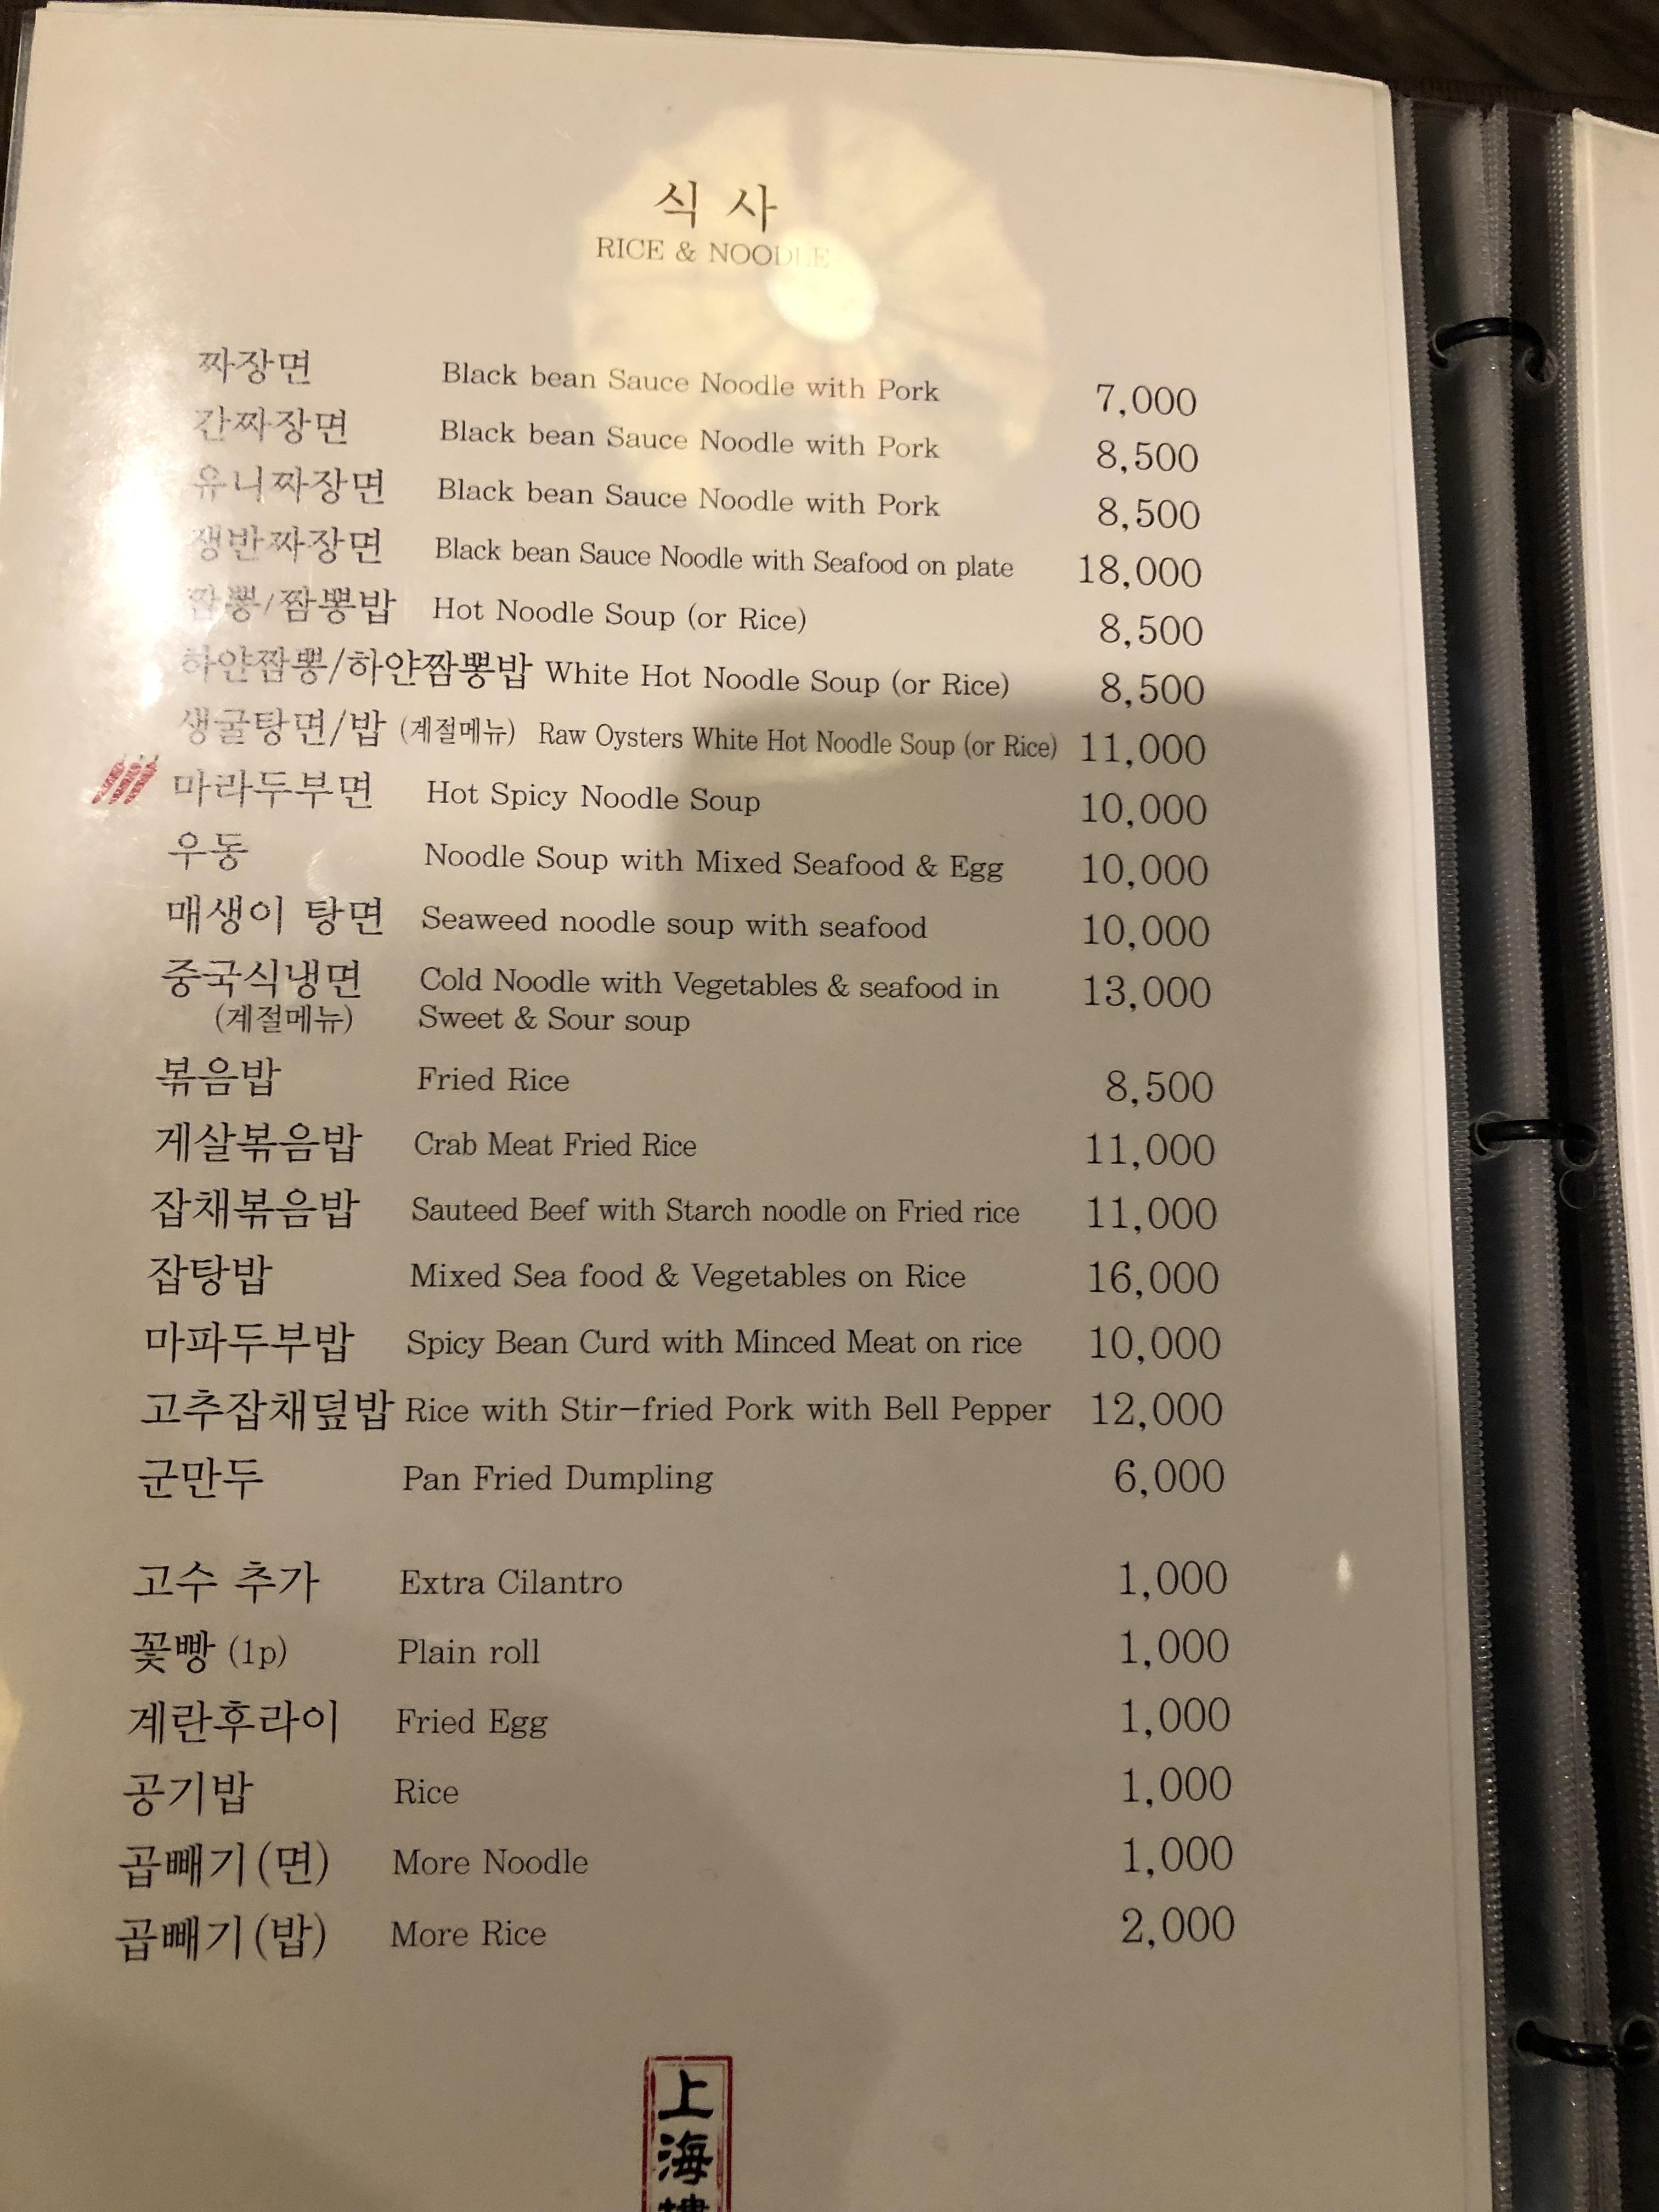 식 사
RICE & NOODLE
짜장면 Black bean Sauce Noodle with Pork 7,000
간짜장면 Black bean Sauce Noodle with Pork 8,500
유니짜장면 Black bean Sauce Noodle with Pork 8,500
쟁반짜장면 Black bean Sauce Noodle with Seafood on plate 18,000
짬뽕/짬뽕밥 Hot Noodle Soup (or Rice) 8,500
하얀짬뽕/하얀짬뽕밥 White Hot Noodle Soup (or Rice) 8,500
생굴탕면/밥 (계절메뉴) Raw Oysters White Hot Noodle Soup (or Rice) 11,000
마라두부면 Hot Spicy Noodle Soup 10,000
우동 Noodle Soup with Mixed Seafood & Egg 10,000
매생이 탕면 Seaweed noodle soup with seafood 10,000
중국식냉면 Cold Noodle with Vegetables & seafood in 13,000
(계절메뉴) Sweet & Sour soup
볶음밥 Fried Rice 8,500
게살볶음밥 Crab Meat Fried Rice 11,000
잡채볶음밥 Sauteed Beef with Starch noodle on Fried rice 11,000
잡탕밥 Mixed Sea food & Vegetables on Rice 16,000
마파두부밥 Spicy Bean Curd with Minced Meat on rice 10,000
고추잡채덮밥 Rice with Stir-fried Pork with Bell Pepper 12,000
군만두 Pan Fried Dumpling 6,000
고수 추가 Extra Cilantro 1,000
꽃빵 (1p) Plain roll 1,000
계란후라이 Fried Egg 1,000
공기밥 Rice 1,000
곱빼기(면) More Noodle 1,000
곱빼기(밥) More Rice 2,000
上
海